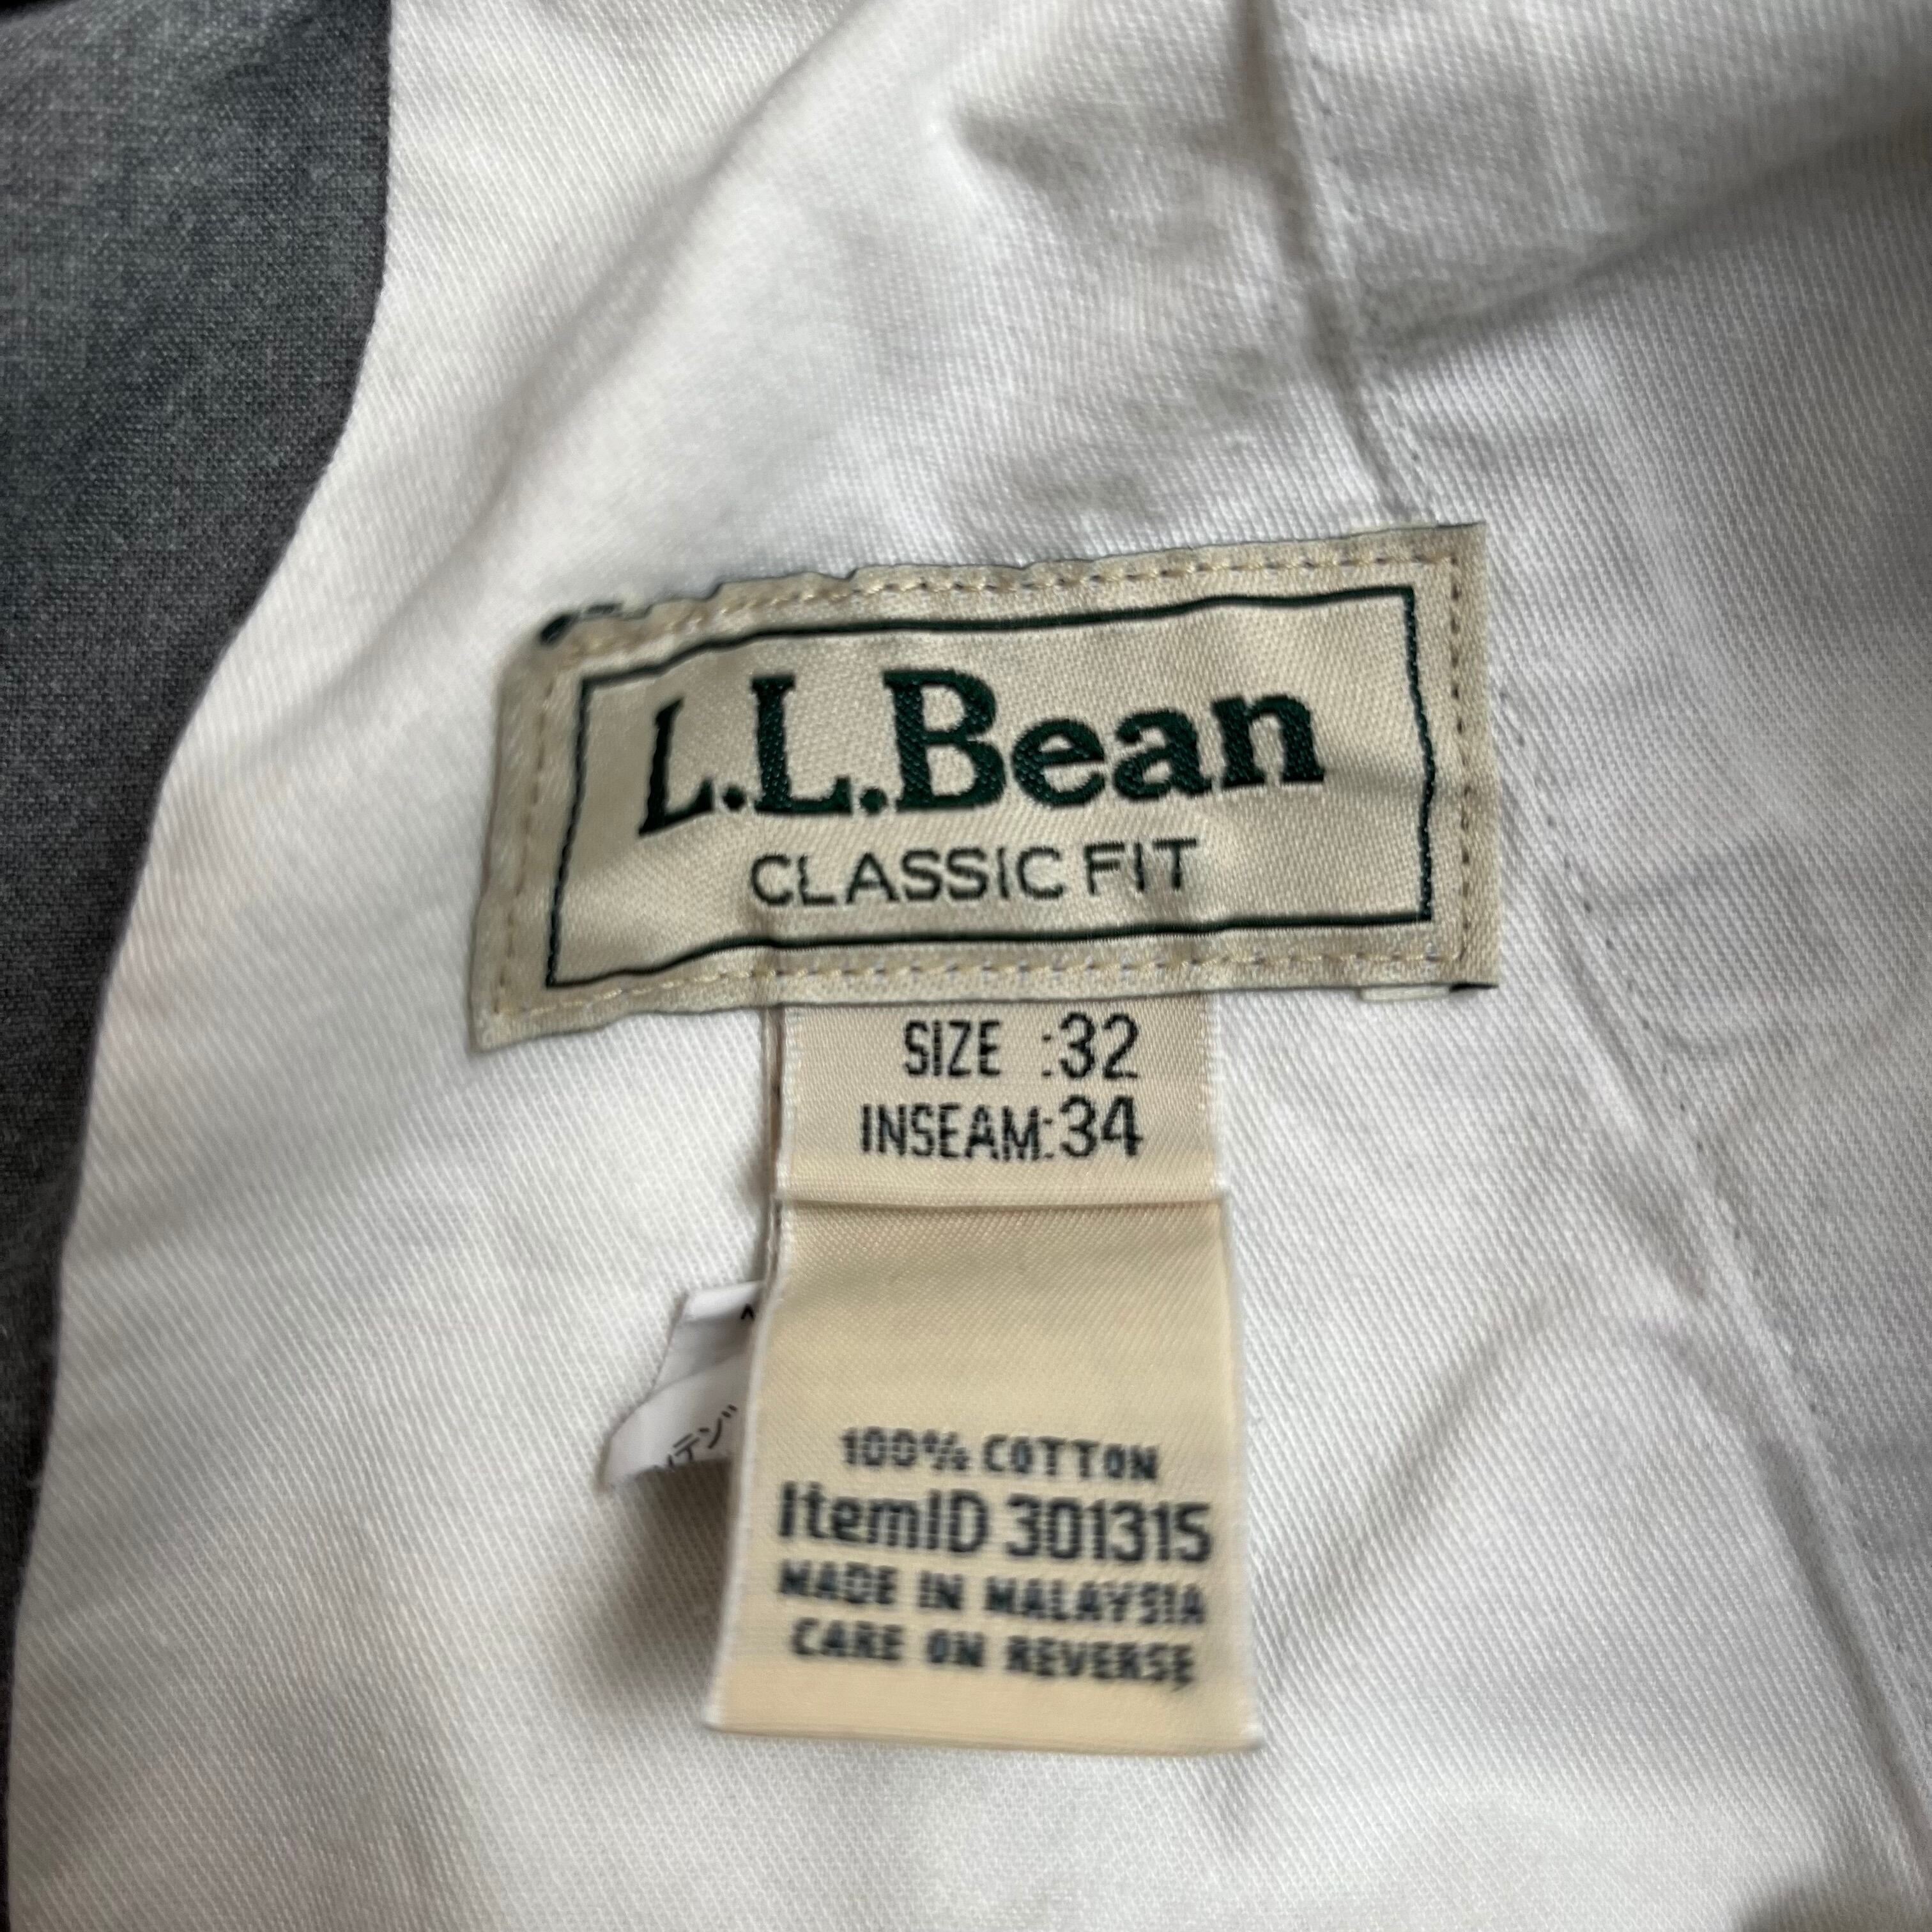 L.L.Bean
CLASSIC FIT
SIZE :32
INSEAM:34
100% COTTON
ItemID 301315
MADE IN MALAYSIA
CARE ON REVERSE